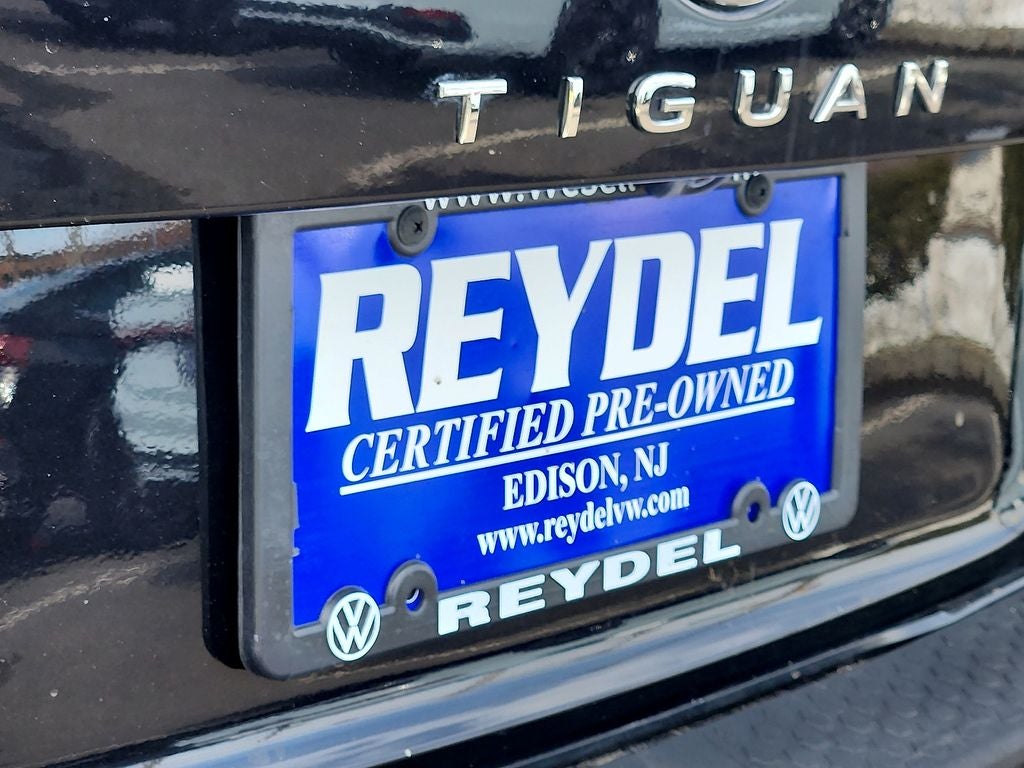 TIGUAN
REYDEL
CERTIFIED PRE-OWNED
EDISON, NJ
www.reydelvw.com
REYDEL